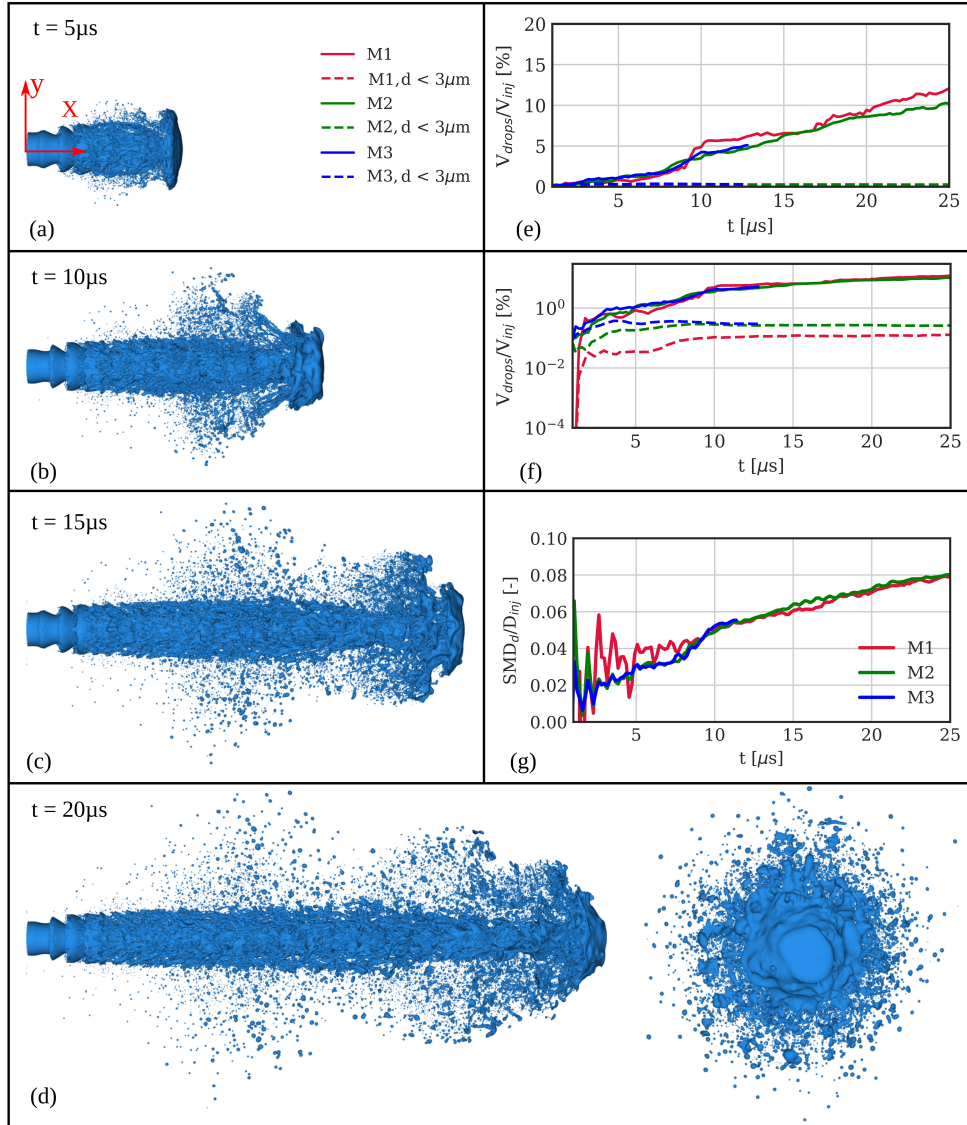 t = 5µs
y
x
M1
M1, d < 3µm
M2
M2, d < 3µm
M3
M3, d < 3µm
(a)
20
15
10
5
0
V_drops/V_inj [%]
5 10 15 20 25
t [µs]
(e)
t = 10µs
(b)
10^0
10^−2
10^−4
V_drops/V_inj [%]
5 10 15 20 25
t [µs]
(f)
t = 15µs
(c)
0.10
0.08
0.06
0.04
0.02
0.00
SMD_d/D_inj [-]
M1
M2
M3
5 10 15 20 25
t [µs]
(g)
t = 20µs
(d)